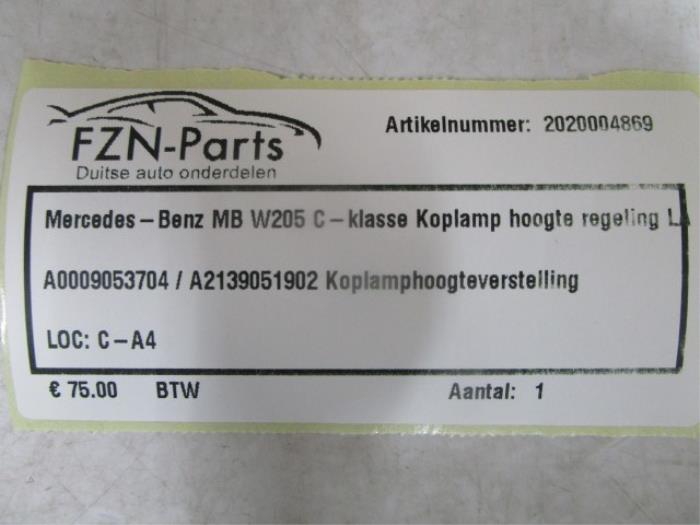 FZN-Parts
Duitse auto onderdelen
Artikelnummer: 2020004869
Mercedes-Benz MB W205 C-klasse Koplamp hoogte regeling LA
A0009053704 / A2139051902 Koplamphoogteverstelling
LOC: C-A4
€ 75.00 BTW Aantal: 1